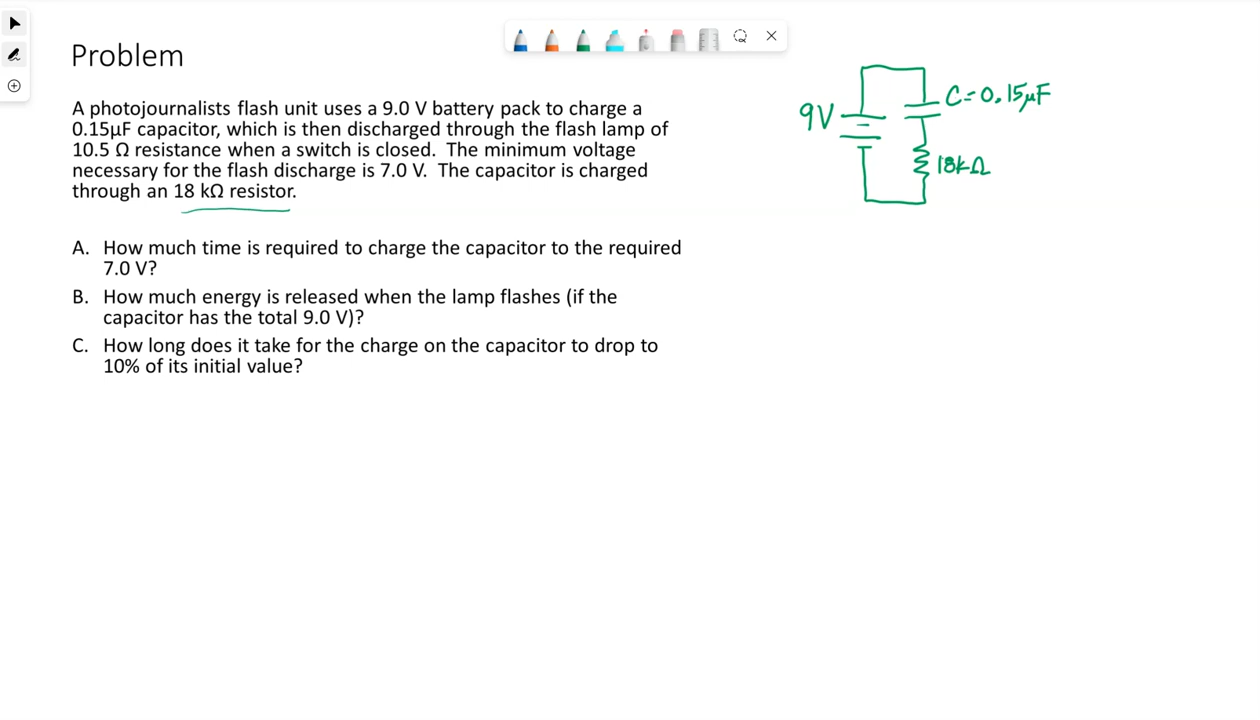 Problem
A photojournalists flash unit uses a 9.0 V battery pack to charge a
0.15µF capacitor, which is then discharged through the flash lamp of
10.5 Ω resistance when a switch is closed. The minimum voltage
necessary for the flash discharge is 7.0 V. The capacitor is charged
through an 18 kΩ resistor.
A. How much time is required to charge the capacitor to the required
7.0 V?
B. How much energy is released when the lamp flashes (if the
capacitor has the total 9.0 V)?
C. How long does it take for the charge on the capacitor to drop to
10% of its initial value?
9V
C=0.15µF
18kΩ